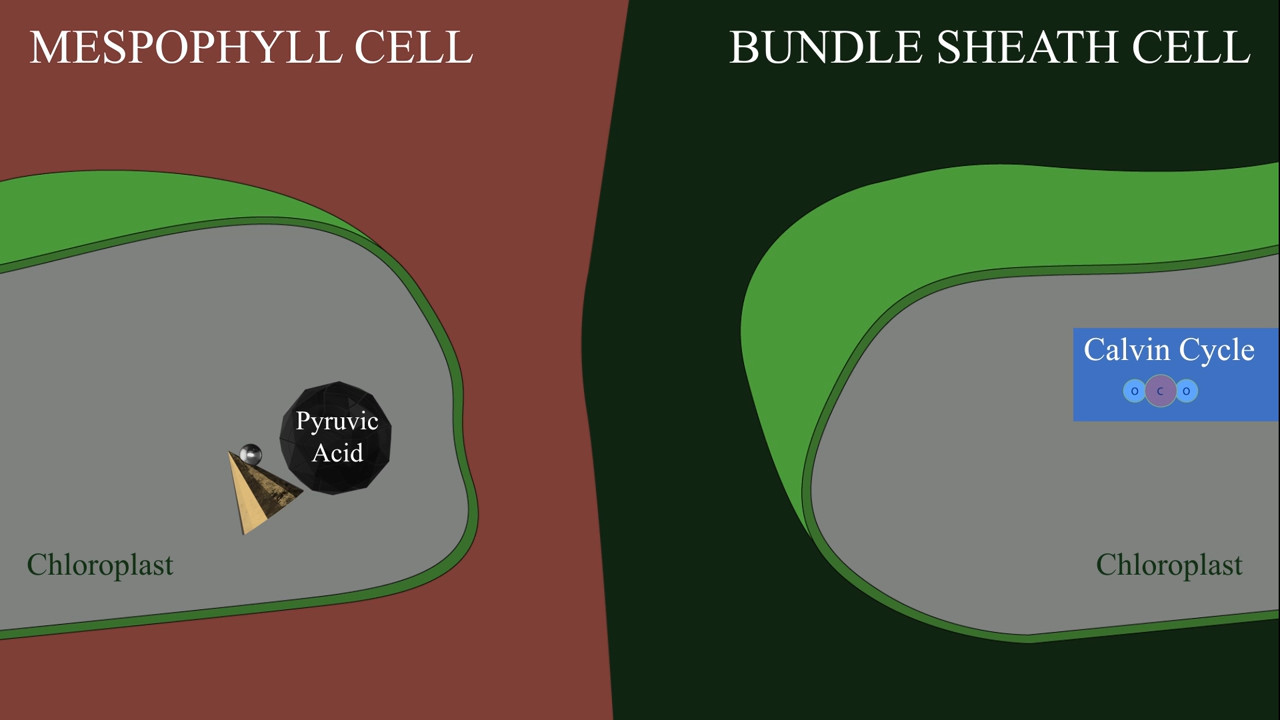 MESPOPHYLL CELL
BUNDLE SHEATH CELL
Calvin Cycle
O C O
Pyruvic
Acid
Chloroplast
Chloroplast